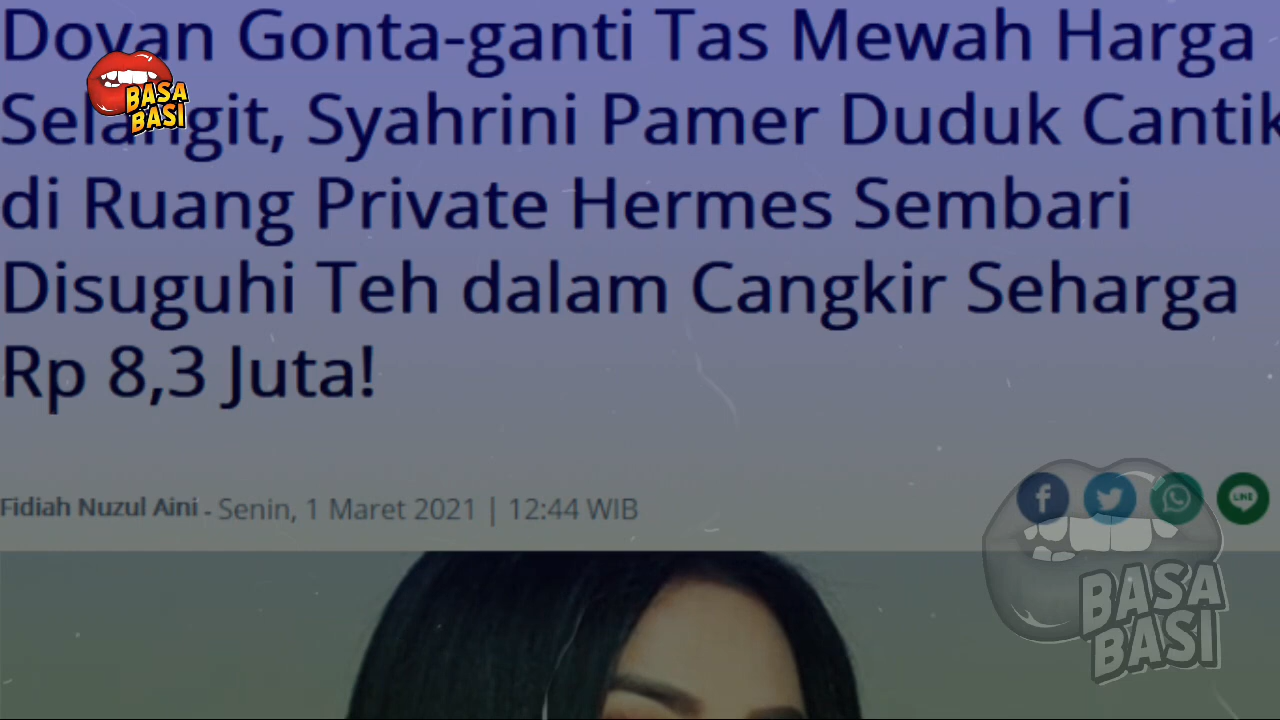 Doyan Gonta-ganti Tas Mewah Harga
Selangit, Syahrini Pamer Duduk Cantik
di Ruang Private Hermes Sembari
Disuguhi Teh dalam Cangkir Seharga
Rp 8,3 Juta!
BASA
BASI
Fidiah Nuzul Aini - Senin, 1 Maret 2021 | 12:44 WIB
LINE
BASA
BASI